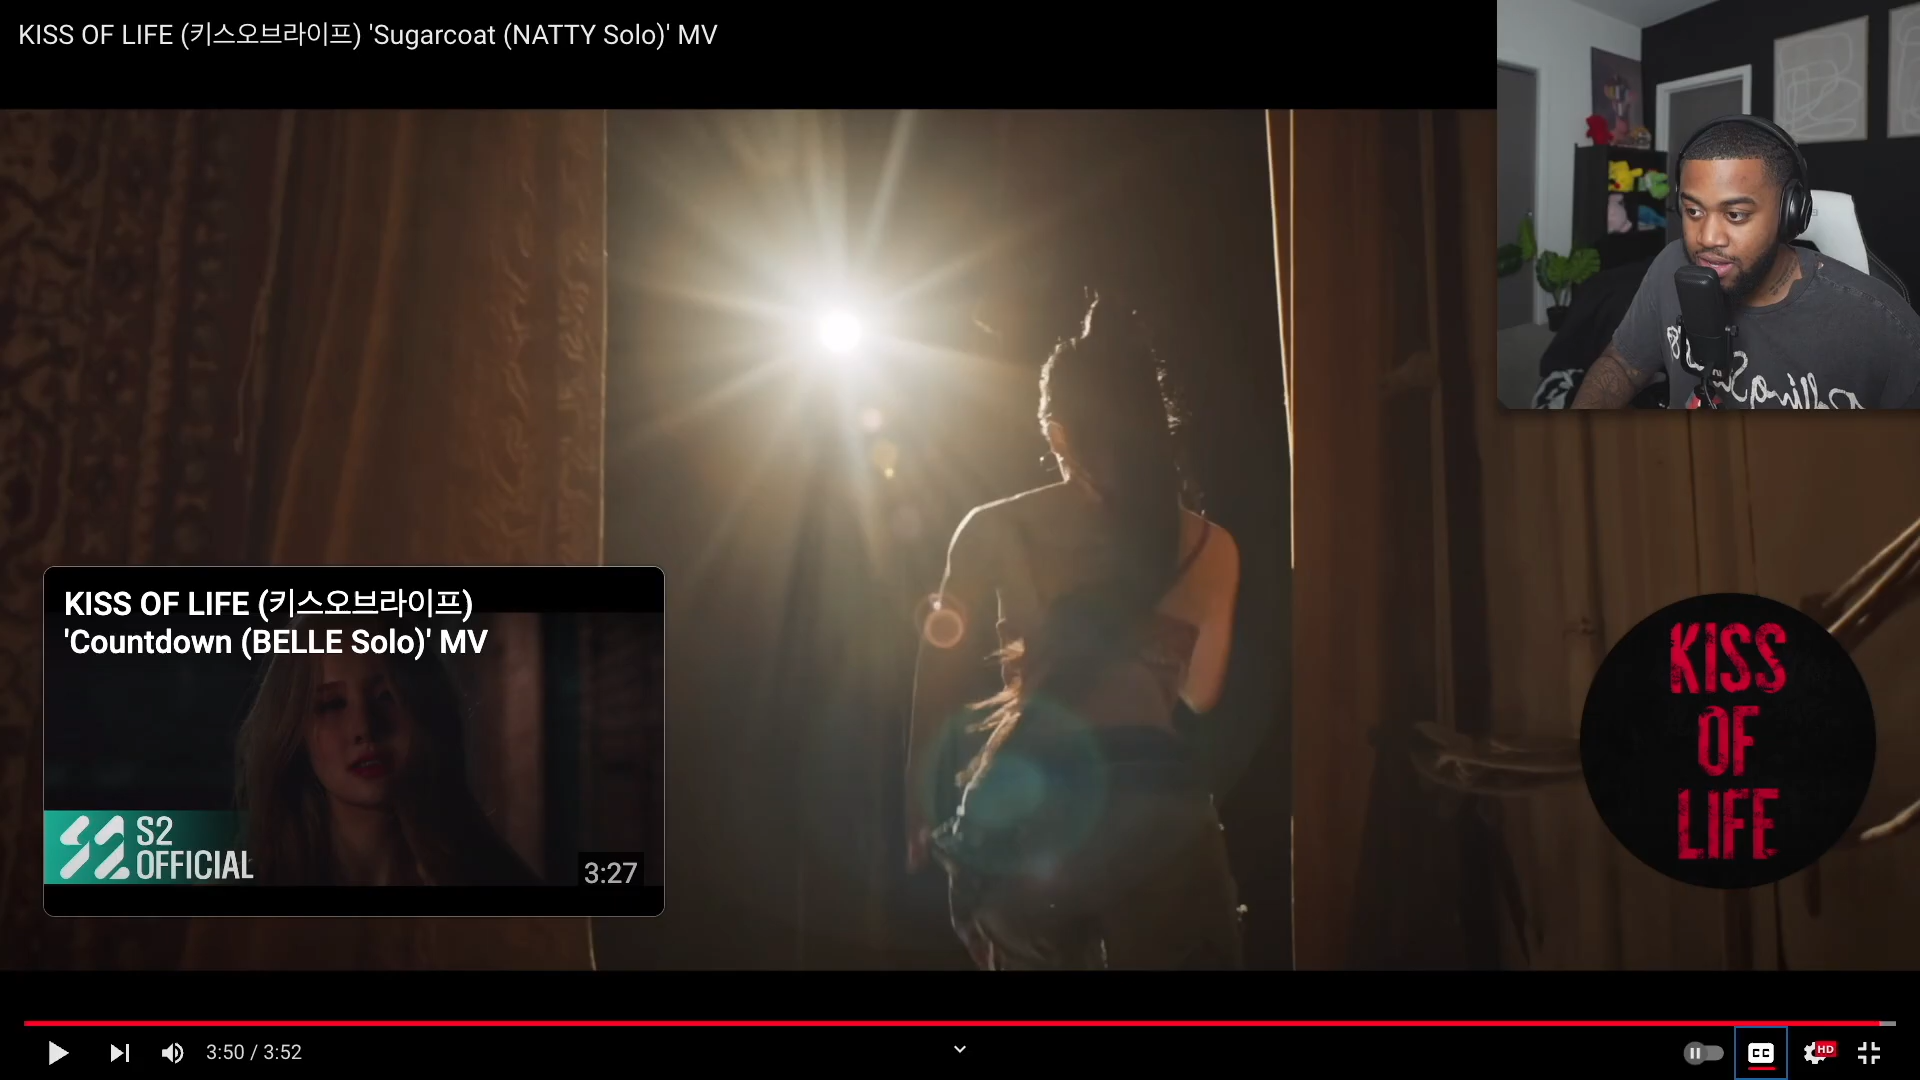 KISS OF LIFE (키스오브라이프) 'Sugarcoat (NATTY Solo)' MV
KISS OF LIFE (키스오브라이프)
'Countdown (BELLE Solo)' MV
S2
OFFICIAL
3:27
KISS
OF
LIFE
3:50 / 3:52
CC
HD